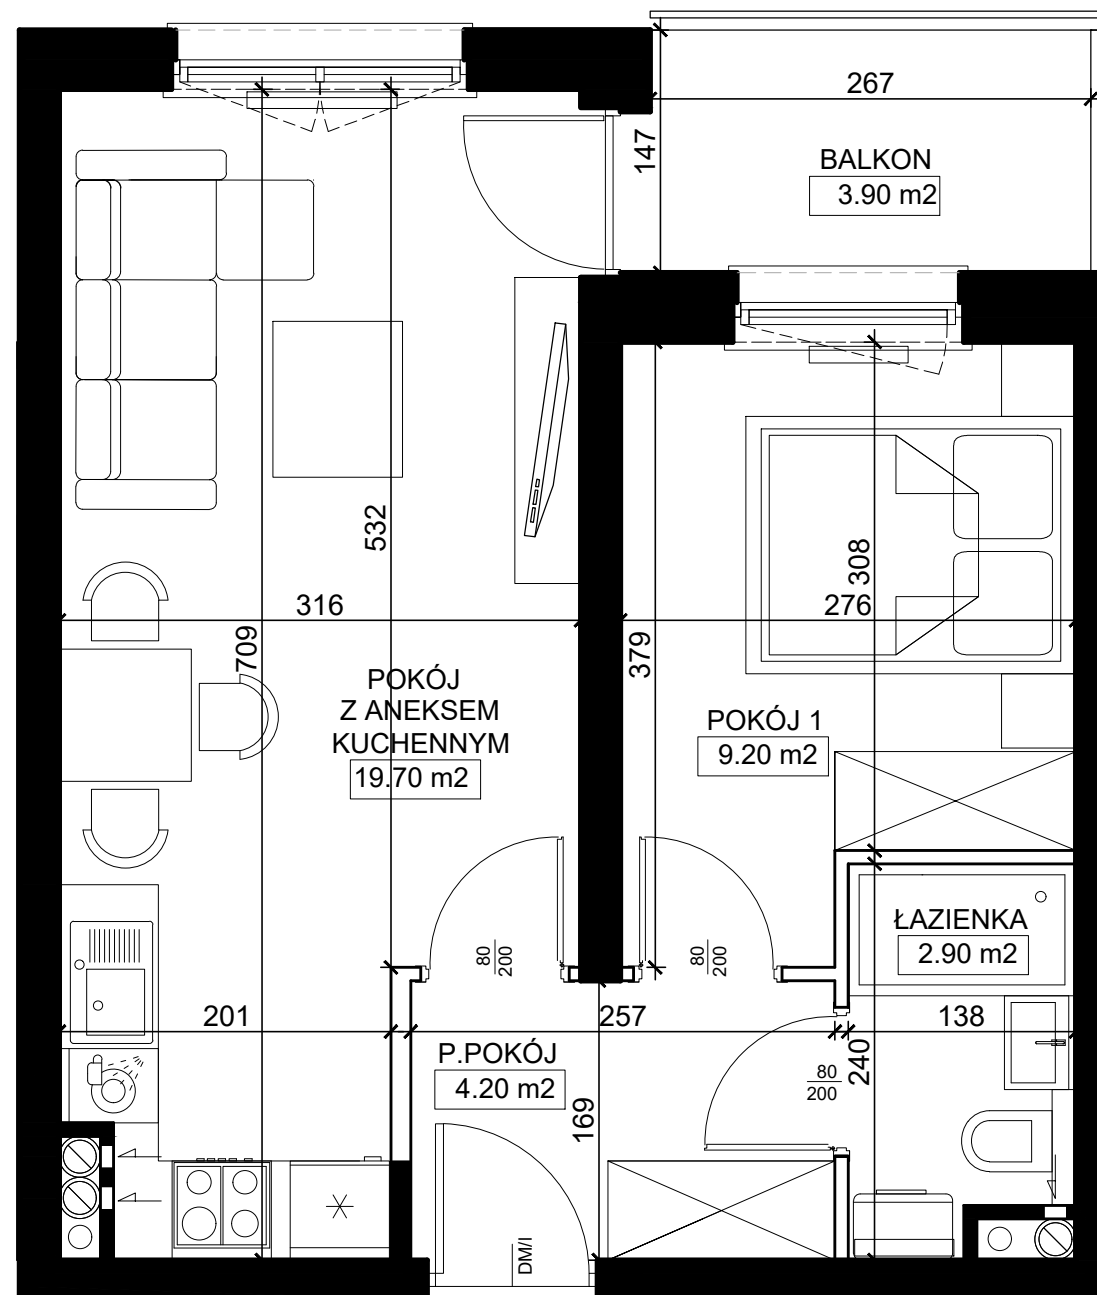 267
147
BALKON
3.90 m2
532
308
316
276
709
379
POKÓJ
Z ANEKSEM
KUCHENNYM
19.70 m2
POKÓJ 1
9.20 m2
ŁAZIENKA
2.90 m2
80
200
80
200
201
257
138
P.POKÓJ
4.20 m2
80
200
240
169
DM/I